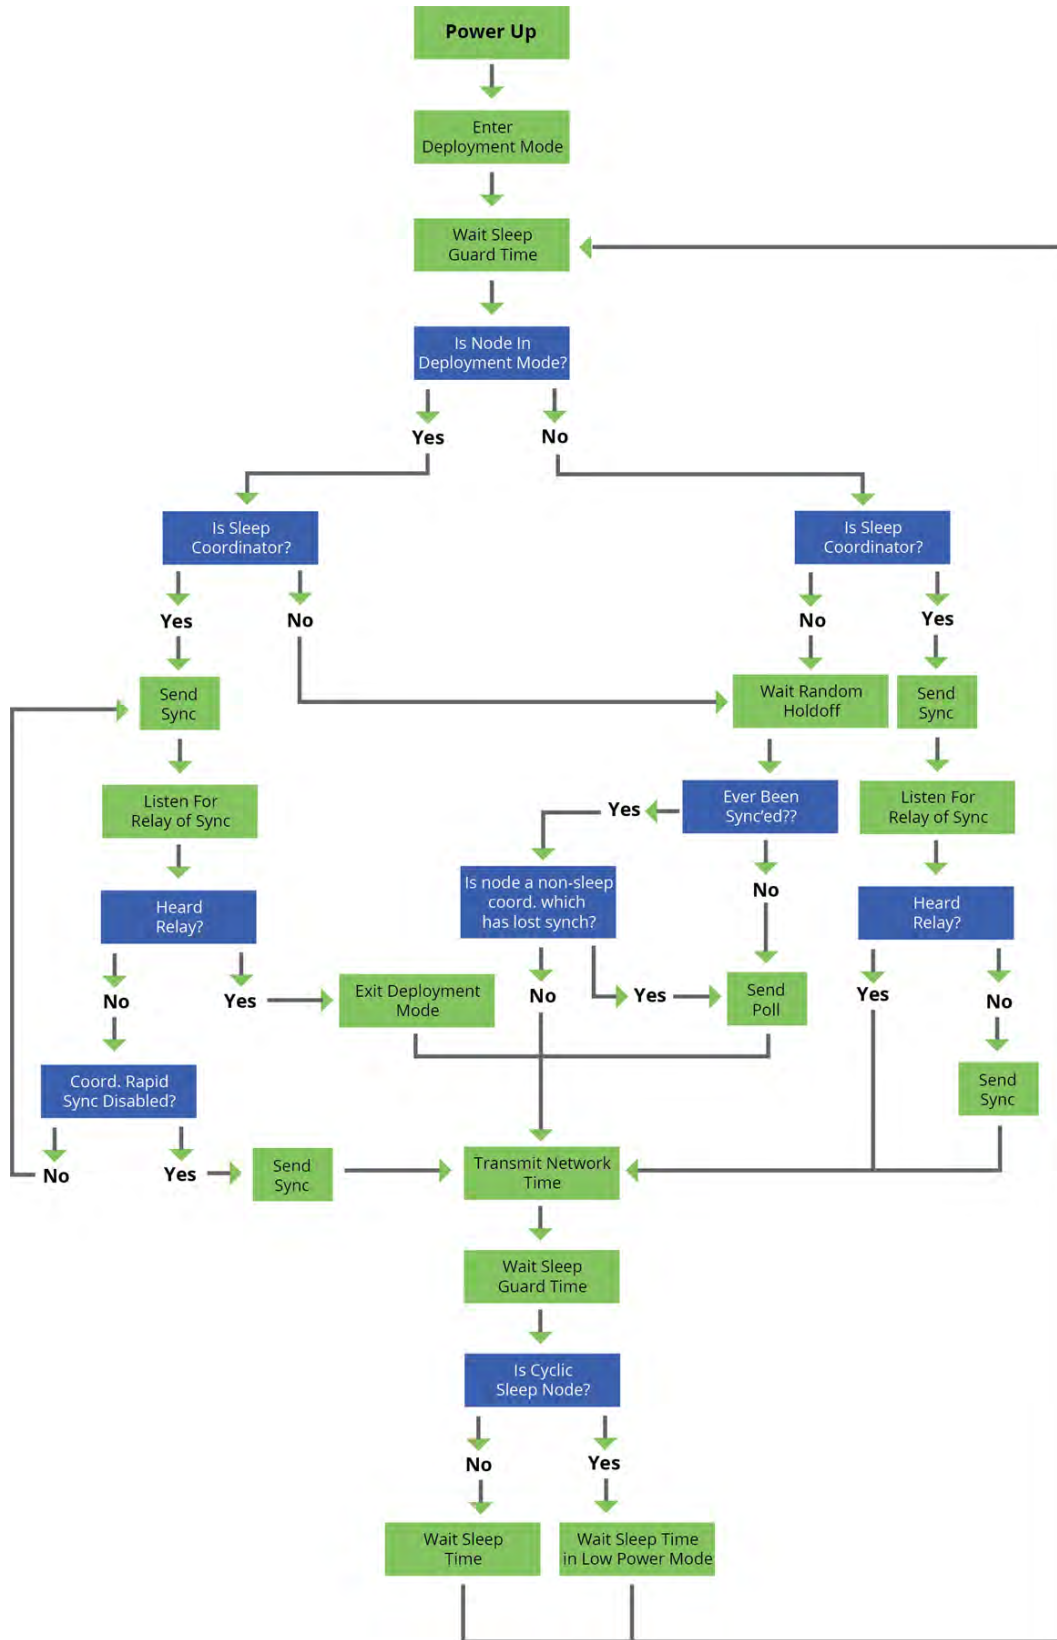 Power Up
Enter
Deployment Mode
Wait Sleep
Guard Time
Is Node In
Deployment Mode?
Yes
No
Is Sleep
Coordinator?
Is Sleep
Coordinator?
Yes
No
No
Yes
Send
Sync
Wait Random
Holdoff
Send
Sync
Listen For
Relay of Sync
Yes
Ever Been
Sync'ed??
Listen For
Relay of Sync
Heard
Relay?
Is node a non-sleep
coord. which
has lost synch?
No
Heard
Relay?
No
Yes
Exit Deployment
Mode
No
Yes
Send
Poll
Yes
No
Coord. Rapid
Sync Disabled?
Send
Sync
No
Yes
Send
Sync
Transmit Network
Time
Wait Sleep
Guard Time
Is Cyclic
Sleep Node?
No
Yes
Wait Sleep
Time
Wait Sleep Time
in Low Power Mode